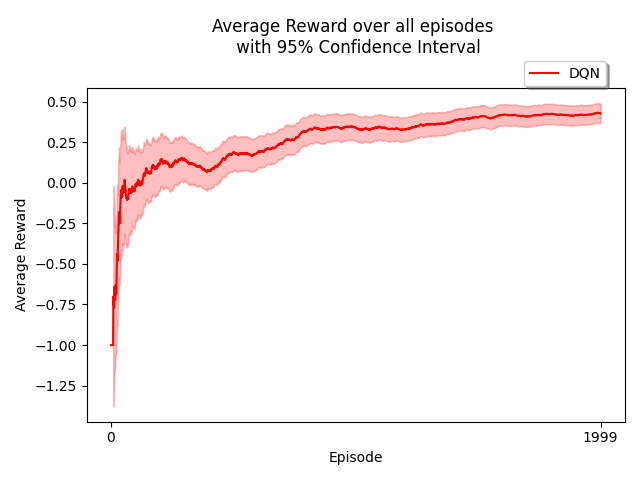 Average Reward over all episodes
with 95% Confidence Interval
DQN
0.50
0.25
0.00
−0.25
−0.50
−0.75
−1.00
−1.25
Average Reward
0
1999
Episode